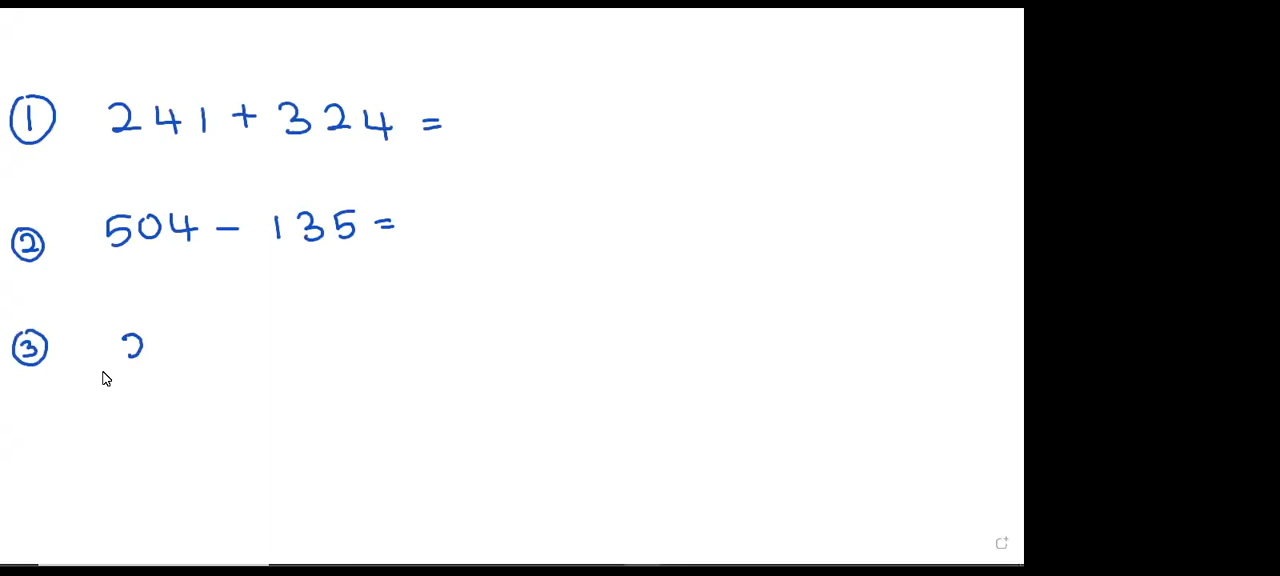 ① 241 + 324 =
② 504 - 135 =
③